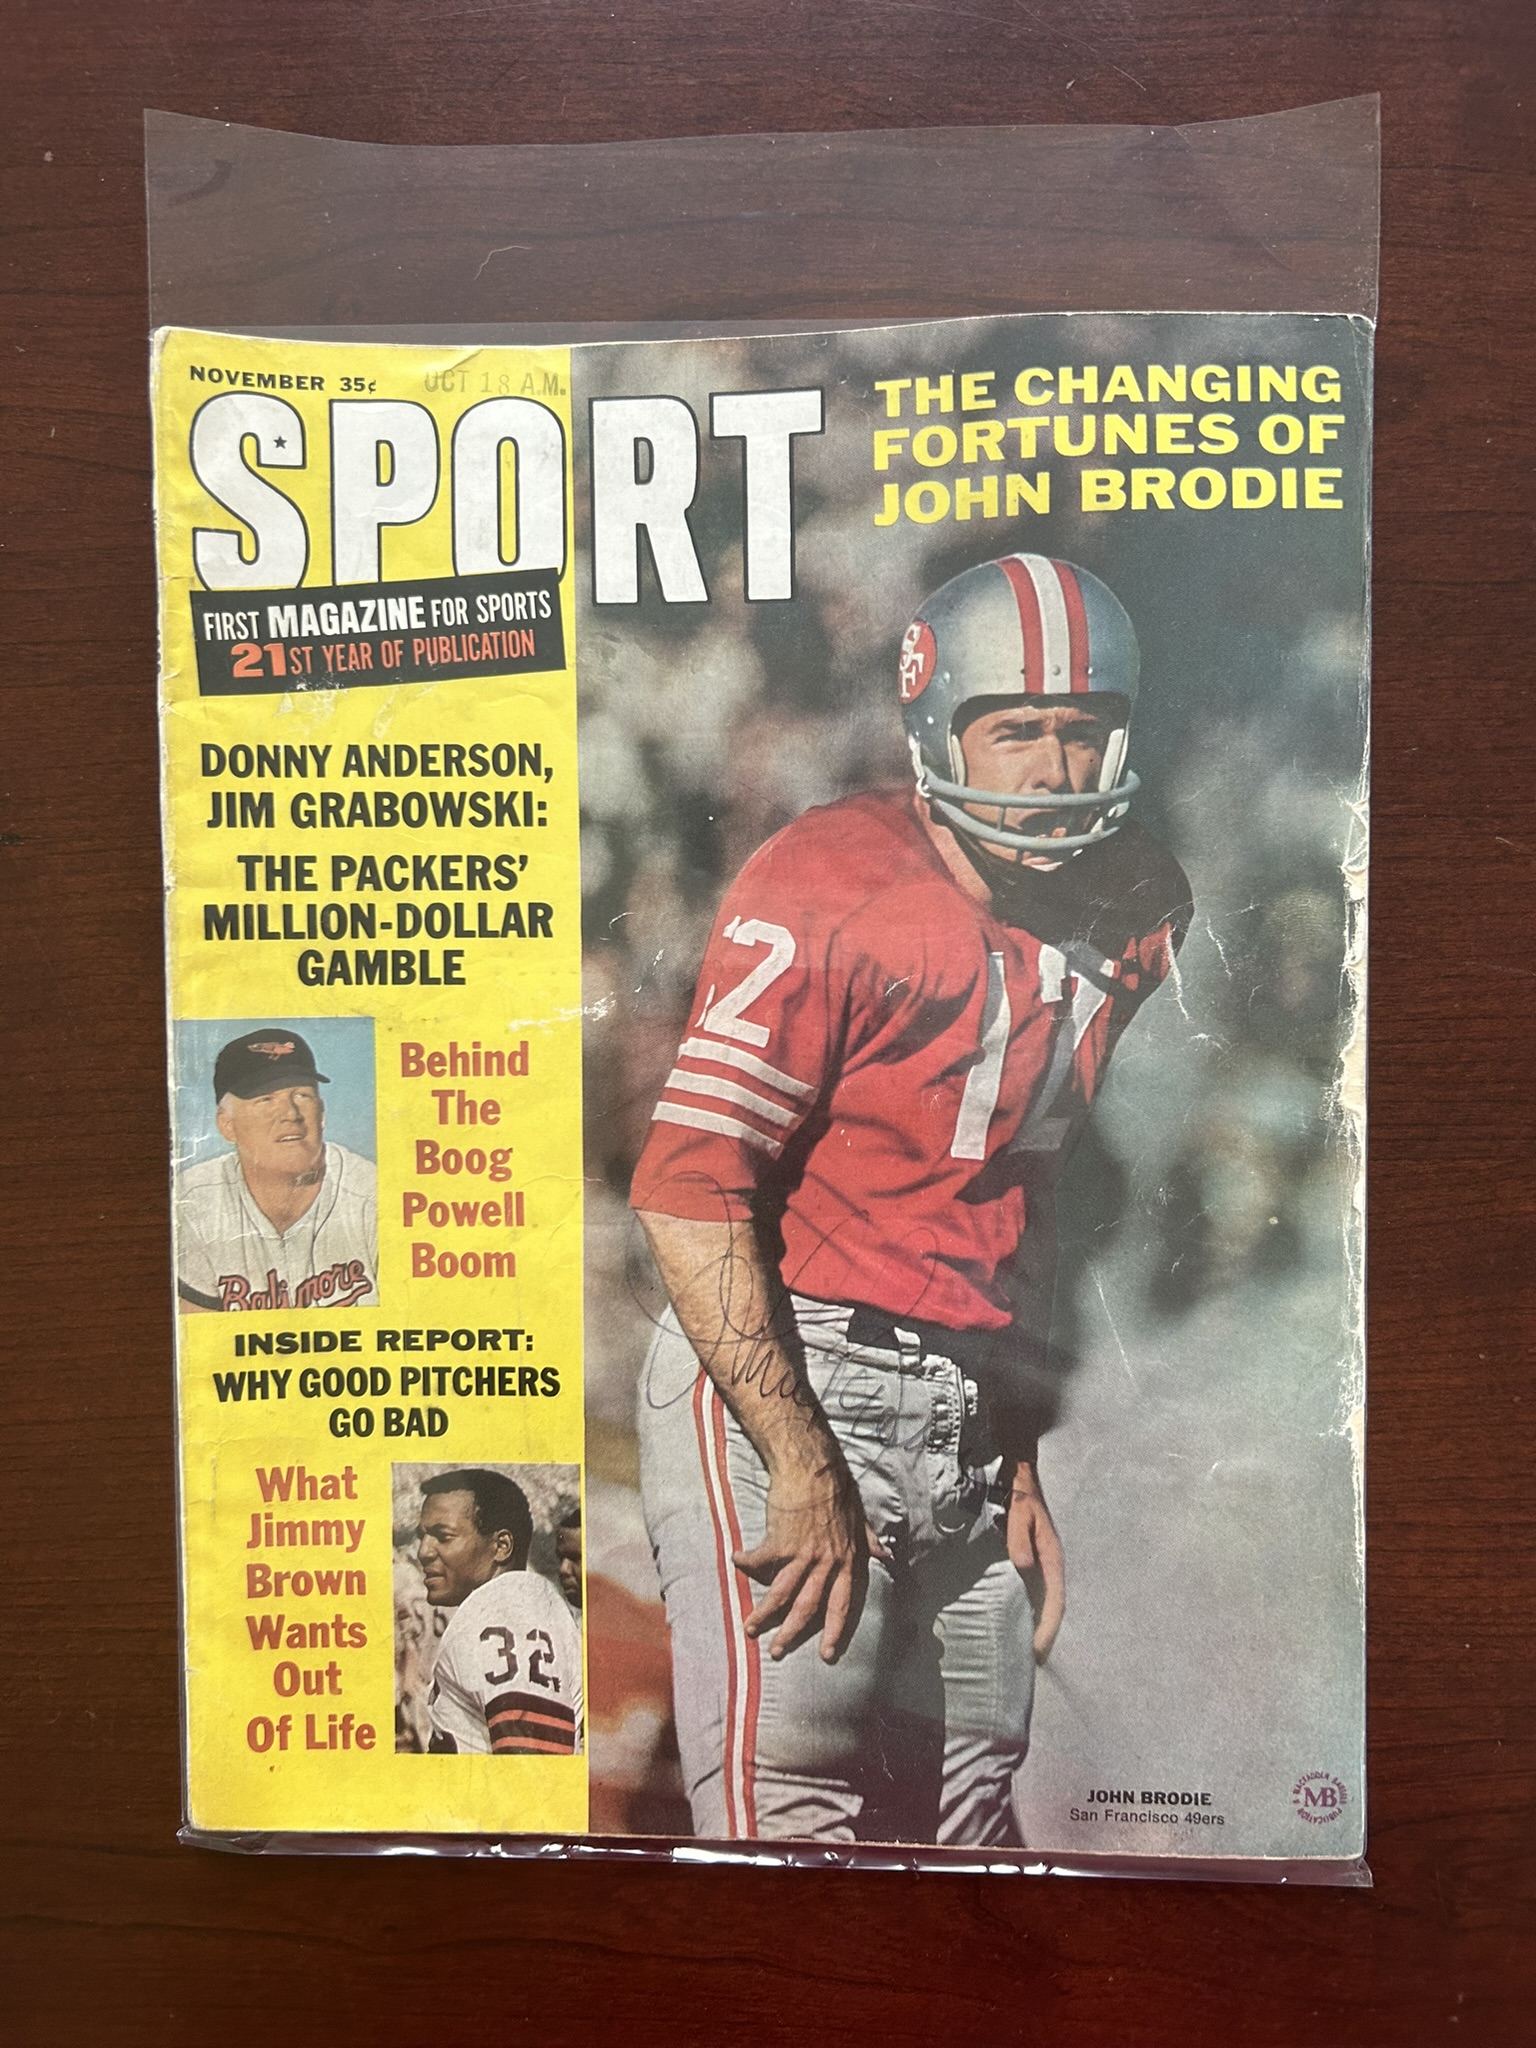 NOVEMBER 35¢
OCT 18 A.M.
SPORT
FIRST MAGAZINE FOR SPORTS
21ST YEAR OF PUBLICATION
THE CHANGING
FORTUNES OF
JOHN BRODIE
DONNY ANDERSON,
JIM GRABOWSKI:
THE PACKERS'
MILLION-DOLLAR
GAMBLE
Behind
The
Boog
Powell
Boom
Baltimore
INSIDE REPORT:
WHY GOOD PITCHERS
GO BAD
What
Jimmy
Brown
Wants
Out
Of Life
32
SF
12
12
JOHN BRODIE
San Francisco 49ers
MB